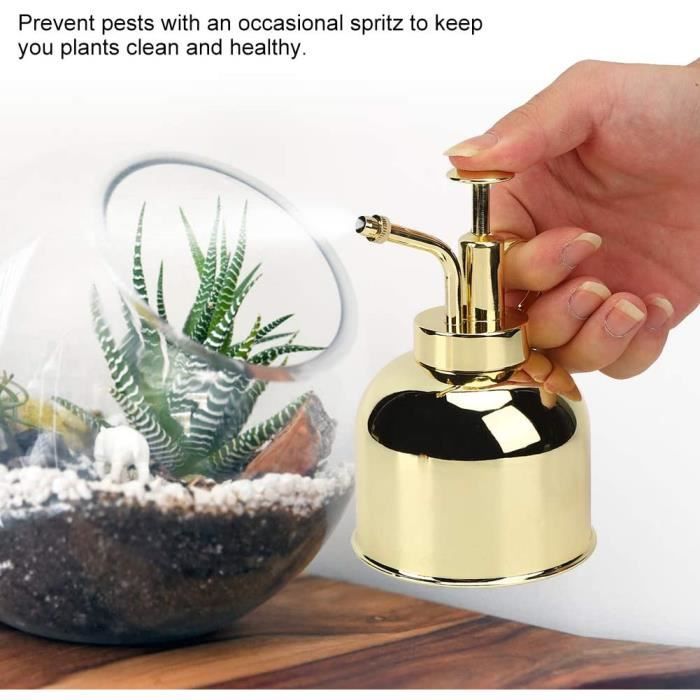 Prevent pests with an occasional spritz to keep
you plants clean and healthy.